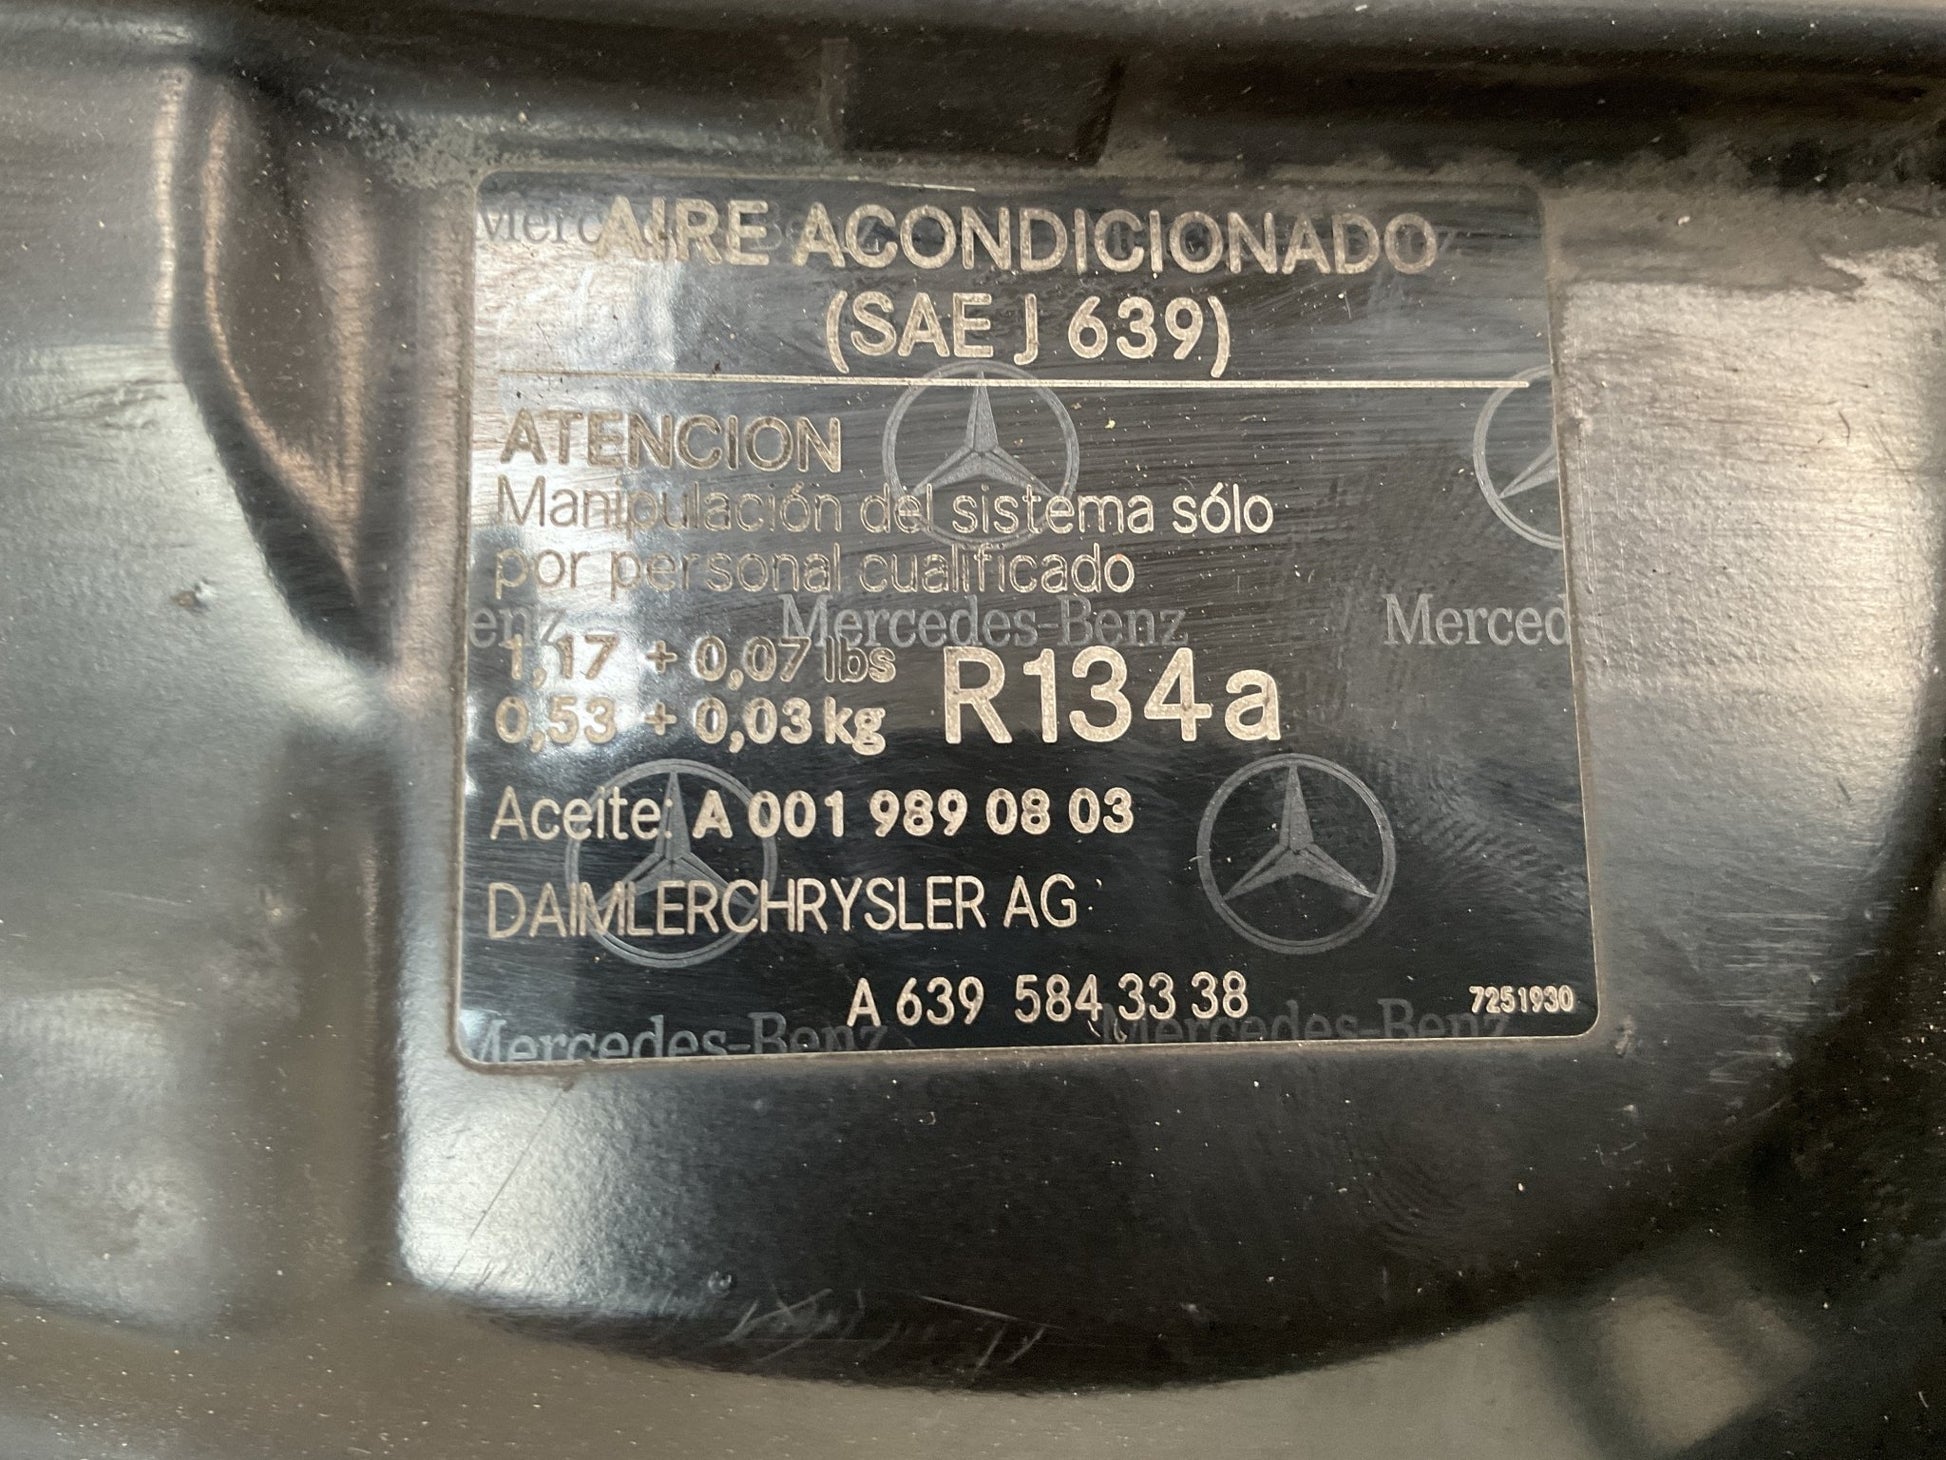 AIRE ACONDICIONADO
(SAE J 639)
ATENCION
Manipulación del sistema sólo
por personal cualificado
Mercedes-Benz
1,17 + 0,07 lbs
0,53 + 0,03 kg
R134a
Aceite: A 001 989 08 03
DAIMLERCHRYSLER AG
A 639 584 33 38
7251930
Mercedes-Benz
Mercedes-Benz